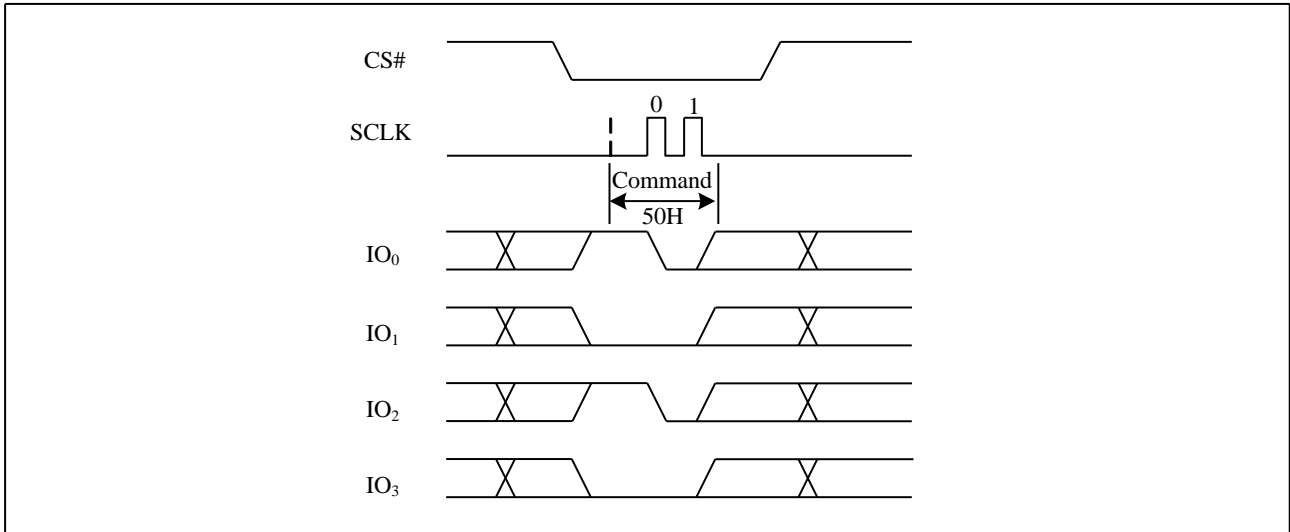 CS#
0 1
SCLK
Command
50H
IO₀
IO₁
IO₂
IO₃